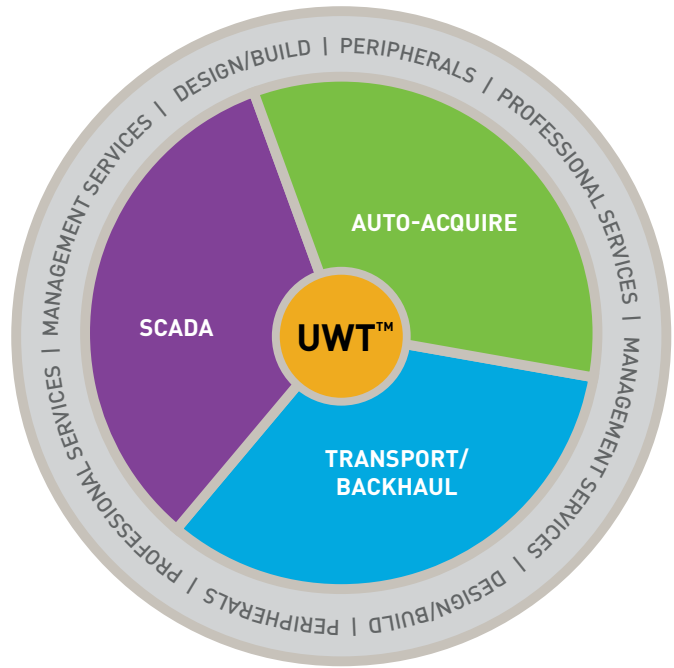 DESIGN/BUILD | PERIPHERALS | PROFESSIONAL SERVICES | MANAGEMENT SERVICES | DESIGN/BUILD | PERIPHERALS | PROFESSIONAL SERVICES | MANAGEMENT SERVICES |
AUTO-ACQUIRE
SCADA
UWT™
TRANSPORT/
BACKHAUL